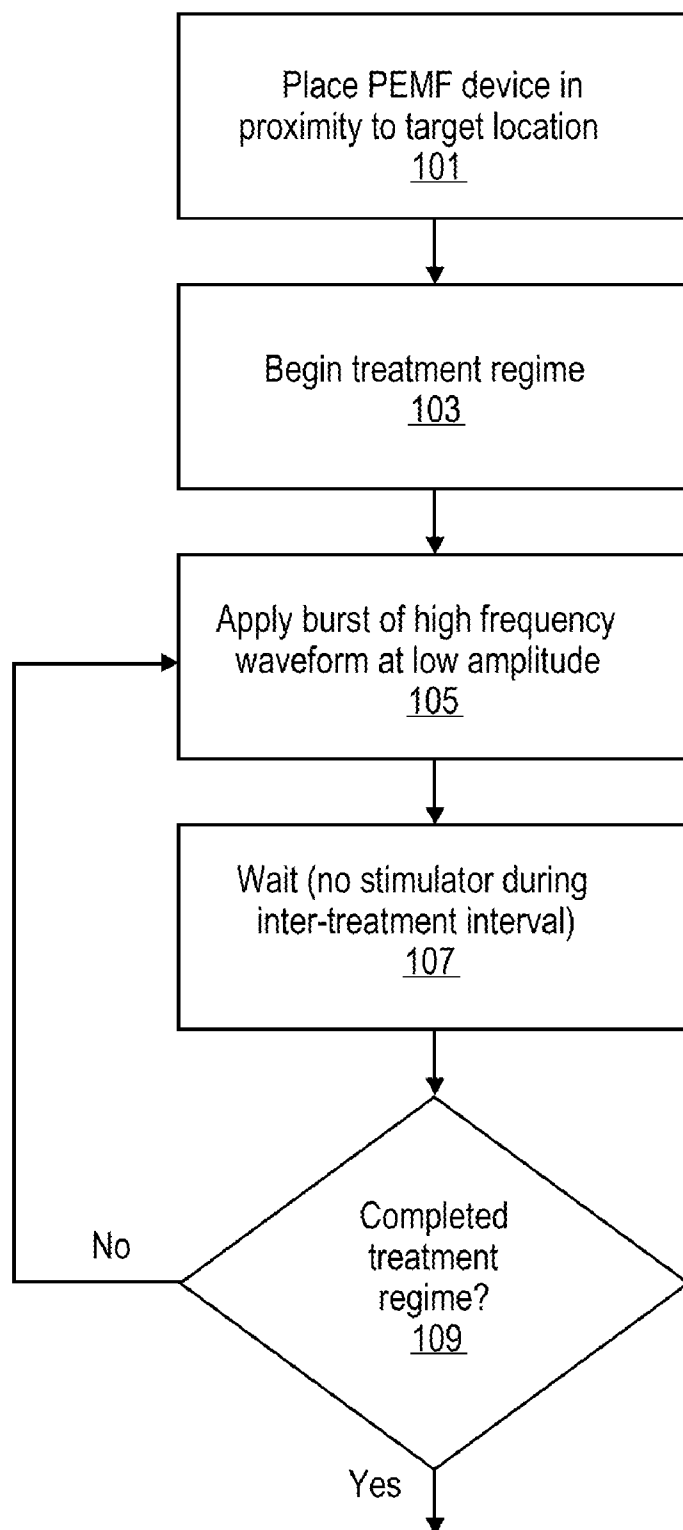 Place PEMF device in
proximity to target location
101
Begin treatment regime
103
Apply burst of high frequency
waveform at low amplitude
105
Wait (no stimulator during
inter-treatment interval)
107
Completed
treatment
regime?
109
No
Yes